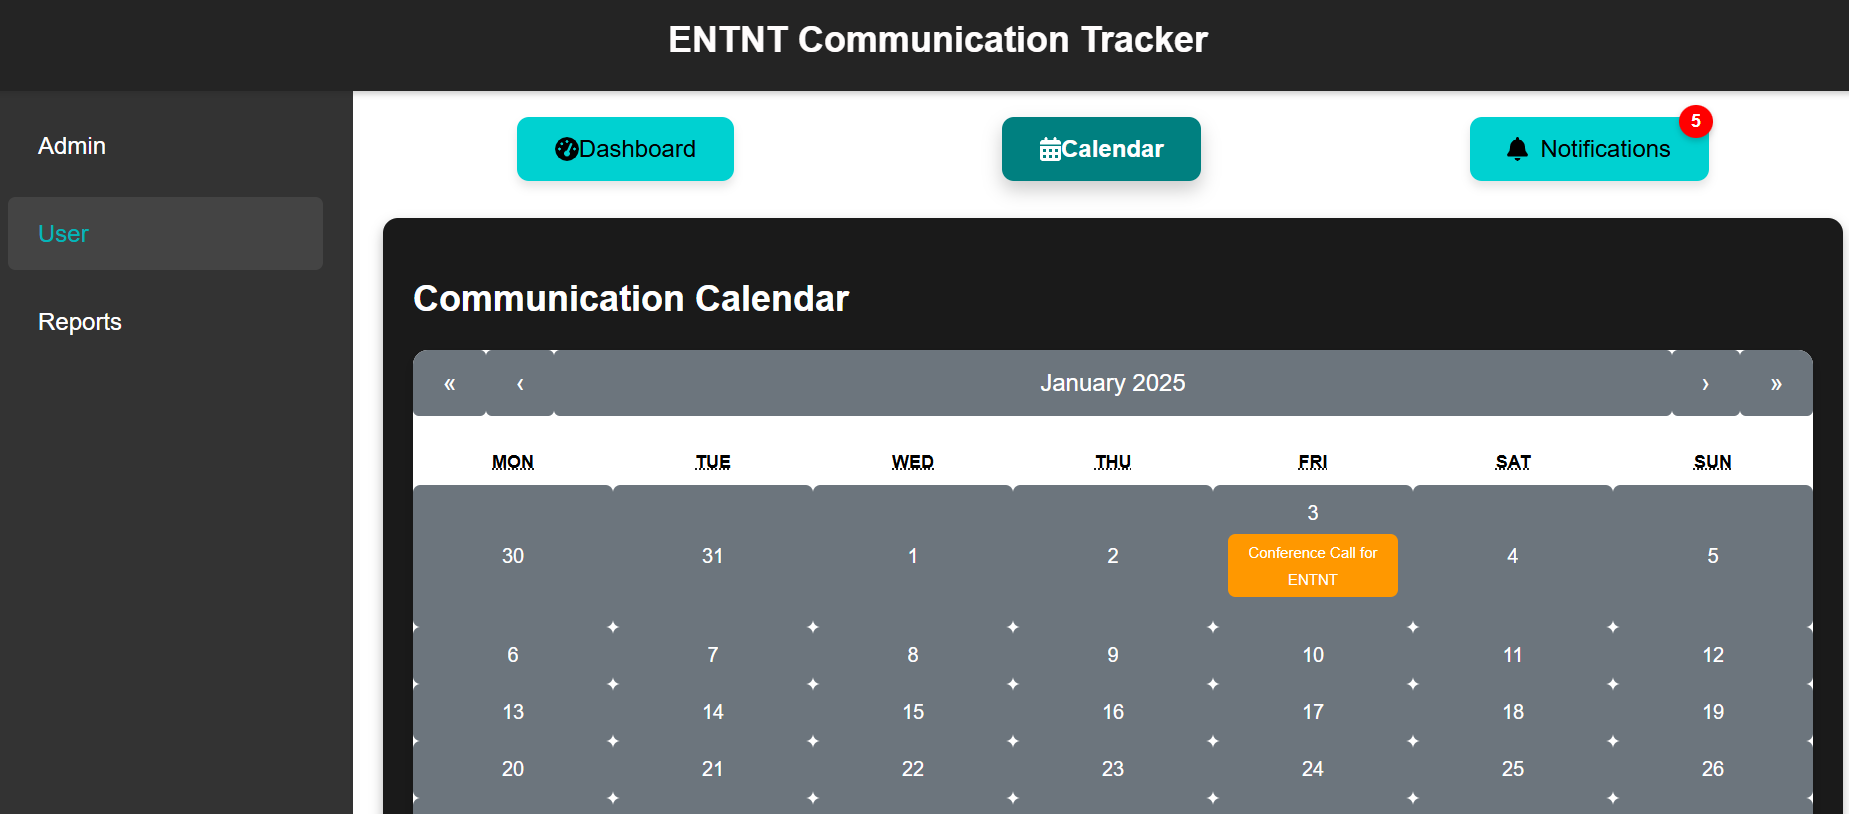 ENTNT Communication Tracker
Admin
User
Reports
Dashboard
Calendar
Notifications
5
Communication Calendar
« ‹ January 2025 › »
MON TUE WED THU FRI SAT SUN
30 31 1 2 3 4 5
Conference Call for
ENTNT
6 7 8 9 10 11 12
13 14 15 16 17 18 19
20 21 22 23 24 25 26